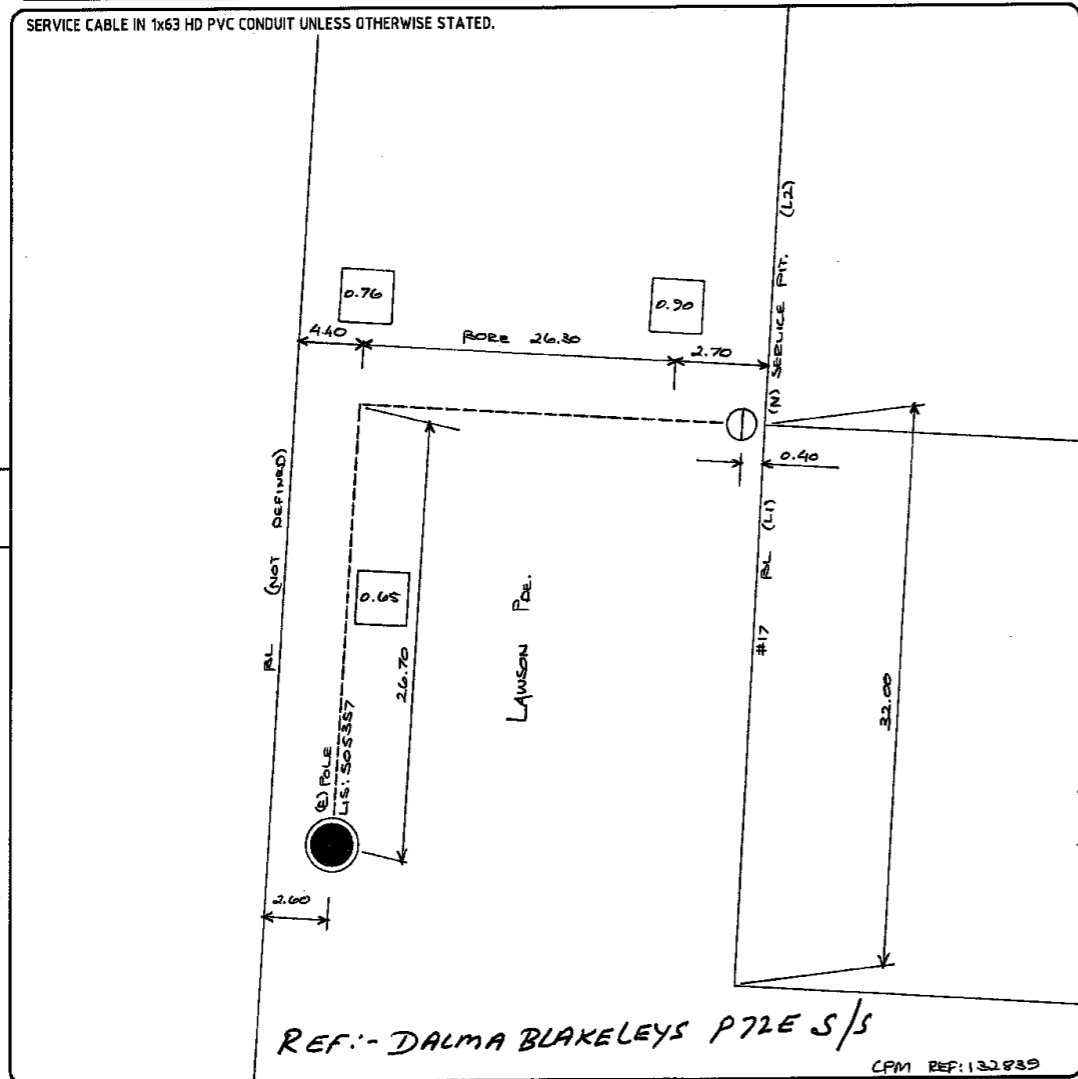 SERVICE CABLE IN 1x63 HD PVC CONDUIT UNLESS OTHERWISE STATED.
0.76
0.90
4.40
BORE 26.30
2.70
(N) SERVICE PIT. (L2)
0.40
BL (NOT DEFINED)
#17 BL (L1)
0.65
26.70
LAWSON PDE.
32.00
(E) POLE
LIS: 505357
2.60
REF:- DALMA BLAKELEYS P72E S/S
CPM REF: 132839